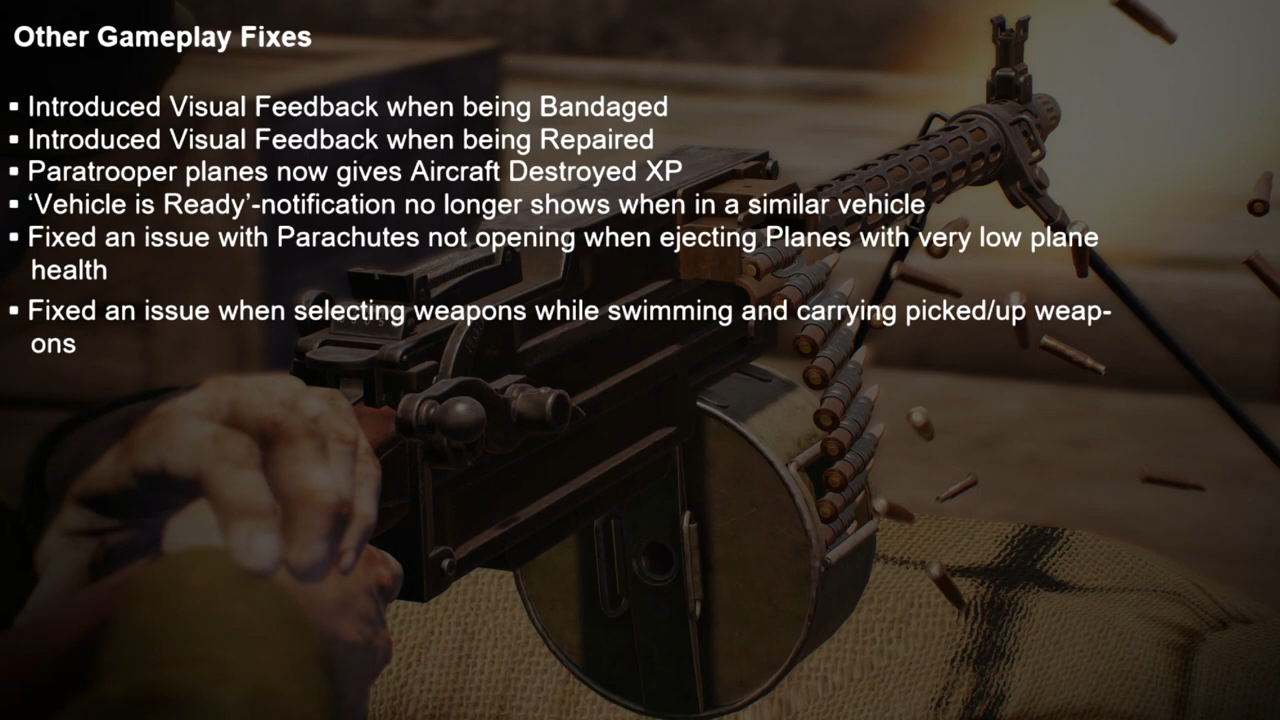 Other Gameplay Fixes
▪ Introduced Visual Feedback when being Bandaged
▪ Introduced Visual Feedback when being Repaired
▪ Paratrooper planes now gives Aircraft Destroyed XP
▪ ‘Vehicle is Ready’-notification no longer shows when in a similar vehicle
▪ Fixed an issue with Parachutes not opening when ejecting Planes with very low plane
health
▪ Fixed an issue when selecting weapons while swimming and carrying picked/up weap-
ons